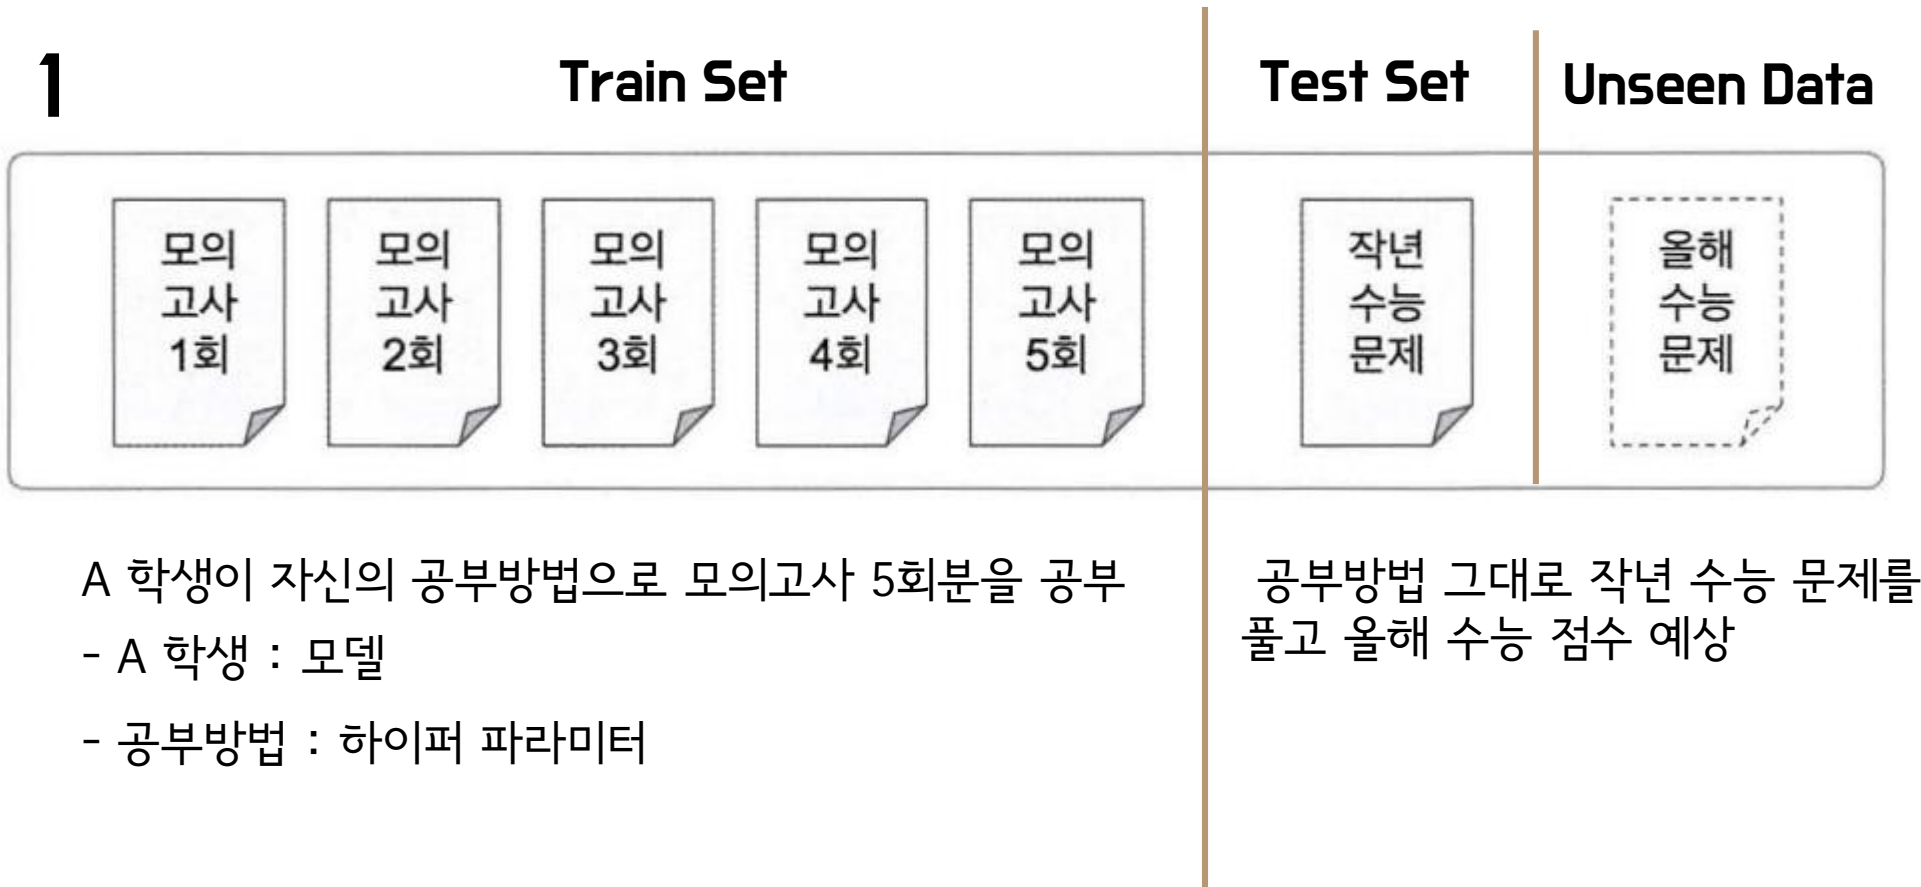 1
Train Set
Test Set
Unseen Data
모의
고사
1회
모의
고사
2회
모의
고사
3회
모의
고사
4회
모의
고사
5회
작년
수능
문제
올해
수능
문제
A 학생이 자신의 공부방법으로 모의고사 5회분을 공부
- A 학생 : 모델
- 공부방법 : 하이퍼 파라미터
공부방법 그대로 작년 수능 문제를
풀고 올해 수능 점수 예상